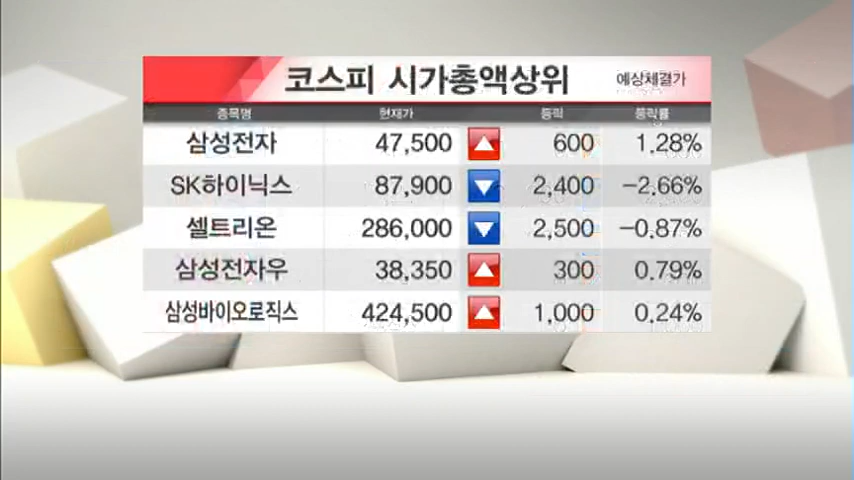 코스피 시가총액상위 예상체결가
종목명 현재가 등락 등락률
삼성전자 47,500 ▲ 600 1.28%
SK하이닉스 87,900 ▼ 2,400 -2.66%
셀트리온 286,000 ▼ 2,500 -0.87%
삼성전자우 38,350 ▲ 300 0.79%
삼성바이오로직스 424,500 ▲ 1,000 0.24%